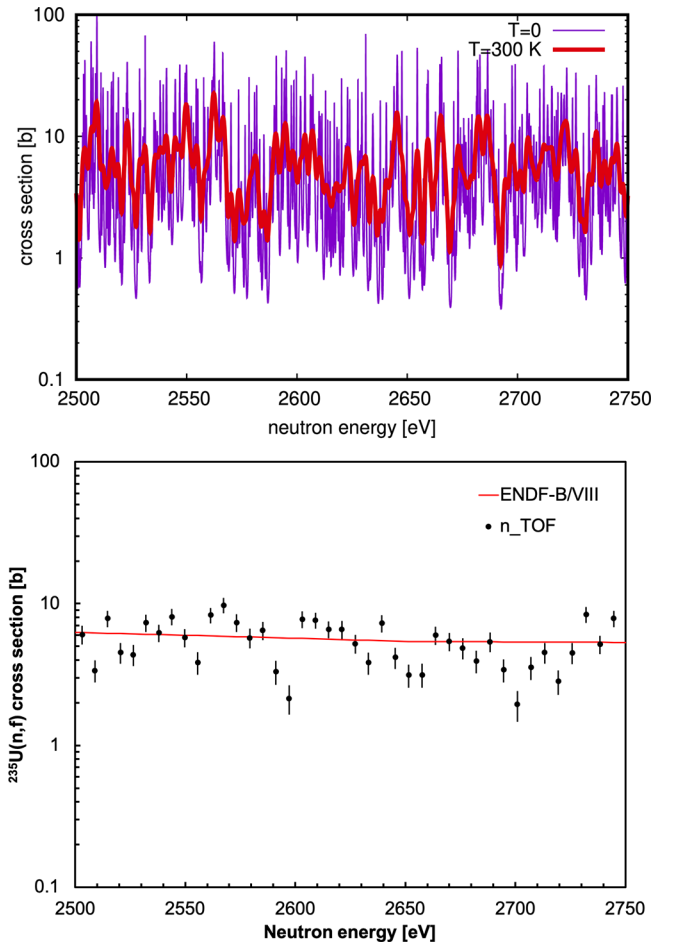 100
10
1
0.1
cross section [b]
T=0
T=300 K
2500 2550 2600 2650 2700 2750
neutron energy [eV]
100
10
1
0.1
²³⁵U(n,f) cross section [b]
ENDF-B/VIII
n_TOF
2500 2550 2600 2650 2700 2750
Neutron energy [eV]